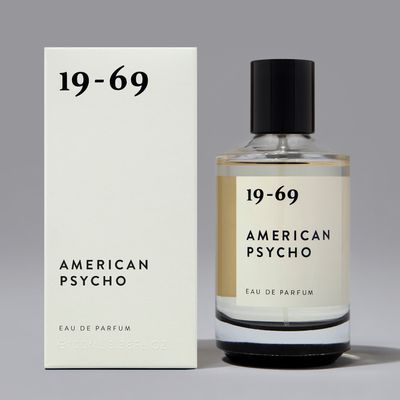 19-69
AMERICAN
PSYCHO
EAU DE PARFUM
19-69
AMERICAN
PSYCHO
EAU DE PARFUM